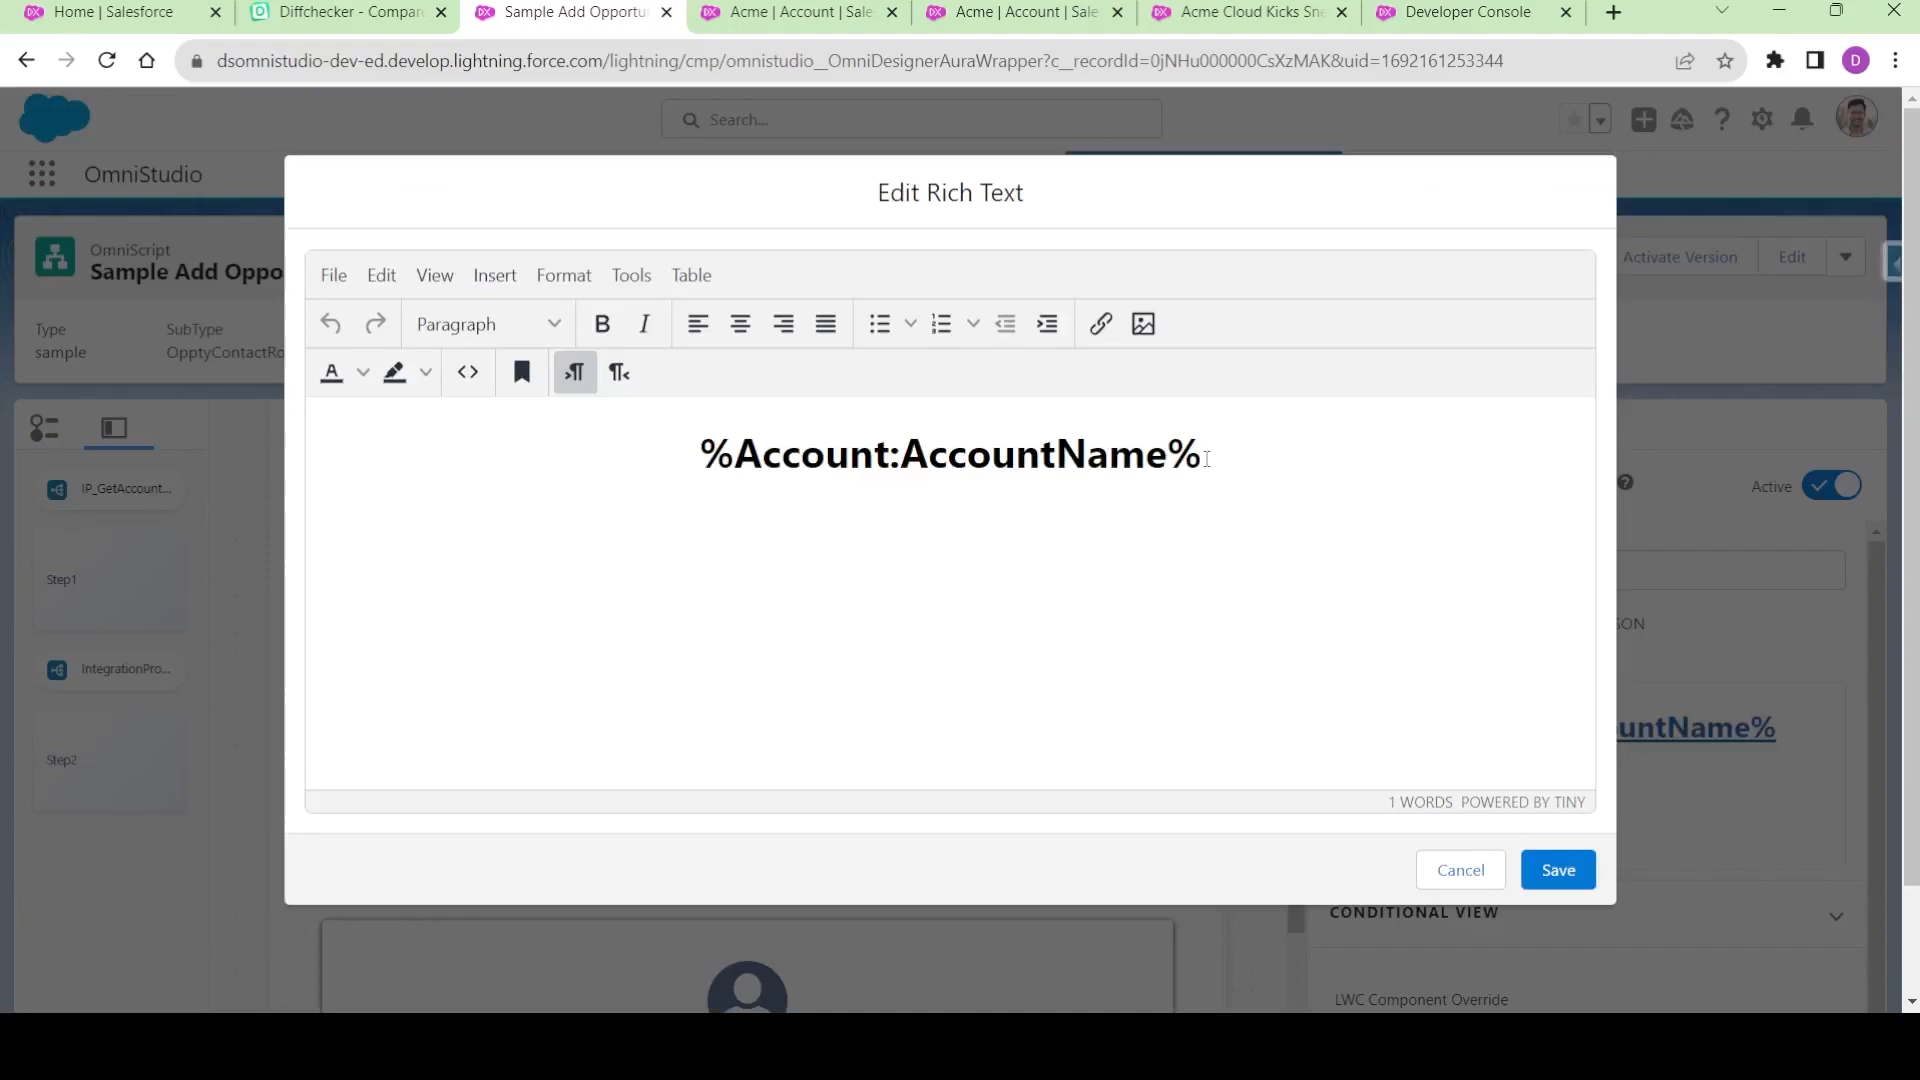 Home | Salesforce
Diffchecker - Compare
Sample Add Opportu
Acme | Account | Sale
Acme | Account | Sale
Acme Cloud Kicks Sne
Developer Console
dsomnistudio-dev-ed.develop.lightning.force.com/lightning/cmp/omnistudio__OmniDesignerAuraWrapper?c__recordId=0jNHu000000CsXzMAK&uid=1692161253344
D
Search...
OmniStudio
Edit Rich Text
OmniScript
Sample Add Oppo
Activate Version
Edit
Type
SubType
sample
OpptyContactRo
File Edit View Insert Format Tools Table
Paragraph
B I
%Account:AccountName%
IP_GetAccount...
Active
Step1
SON
IntegrationPro...
untName%
Step2
1 WORDS POWERED BY TINY
Cancel
Save
CONDITIONAL VIEW
LWC Component Override